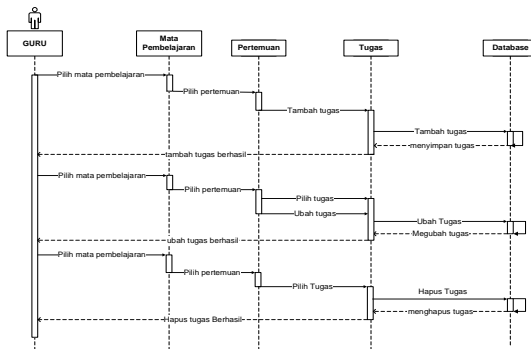 GURU
Mata
Pembelajaran
Pertemuan
Tugas
Database
Pilih mata pembelajaran
Pilih pertemuan
Tambah tugas
Tambah tugas
menyimpan tugas
tambah tugas berhasil
Pilih mata pembelajaran
Pilih pertemuan
Pilih tugas
Ubah tugas
Ubah Tugas
Megubah tugas
ubah tugas berhasil
Pilih mata pembelajaran
Pilih pertemuan
Pilih Tugas
Hapus Tugas
menghapus tugas
Hapus tugas Berhasil